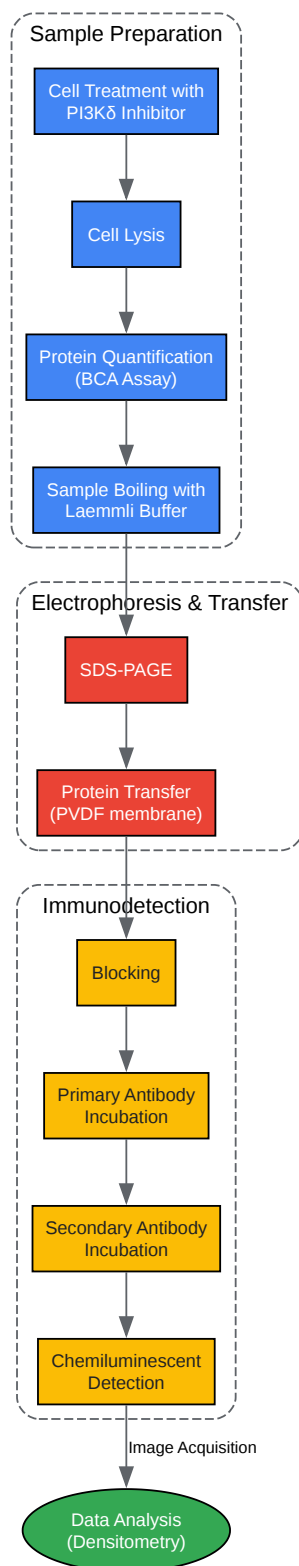 Sample Preparation
Cell Treatment with
PI3Kδ Inhibitor
Cell Lysis
Protein Quantification
(BCA Assay)
Sample Boiling with
Laemmli Buffer
Electrophoresis & Transfer
SDS-PAGE
Protein Transfer
(PVDF membrane)
Immunodetection
Blocking
Primary Antibody
Incubation
Secondary Antibody
Incubation
Chemiluminescent
Detection
Image Acquisition
Data Analysis
(Densitometry)